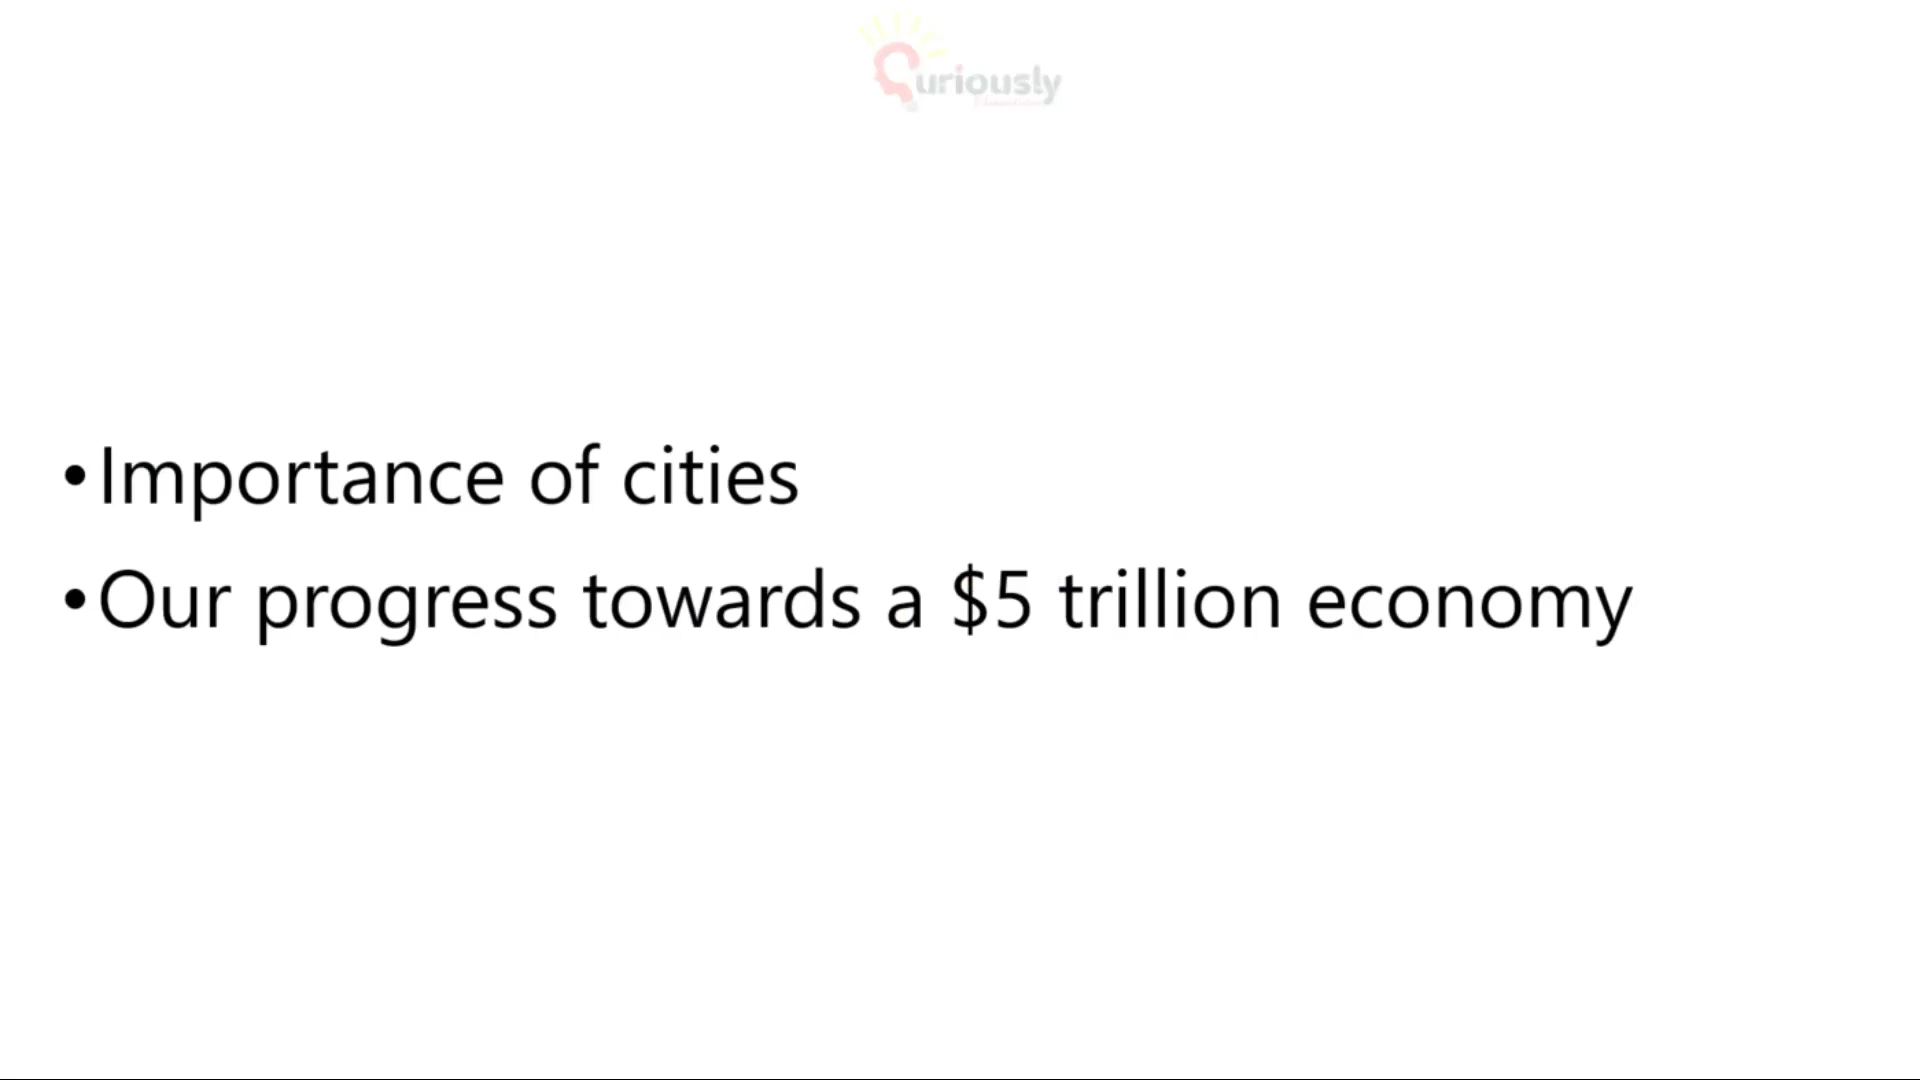 Curiously
• Importance of cities
• Our progress towards a $5 trillion economy